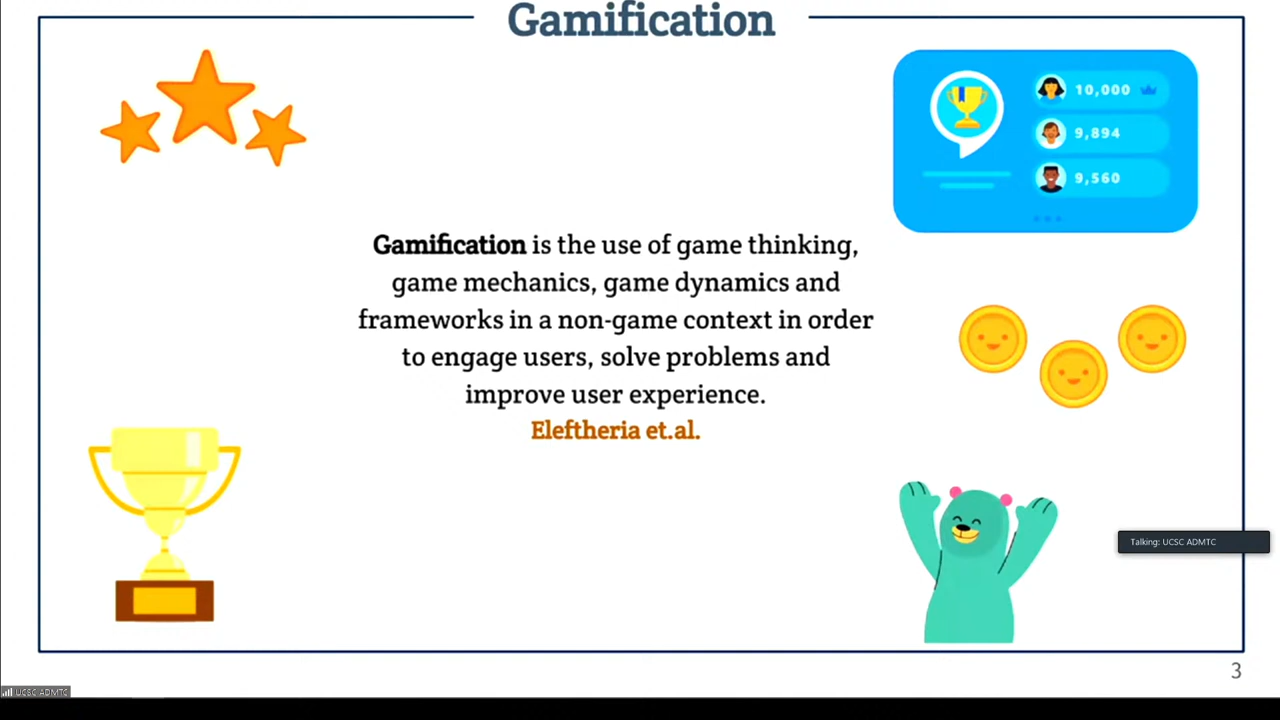 Gamification
10,000
9,894
9,560
Gamification is the use of game thinking,
game mechanics, game dynamics and
frameworks in a non-game context in order
to engage users, solve problems and
improve user experience.
Eleftheria et.al.
Talking: UCSC ADMTC
3
UCSC ADMTC